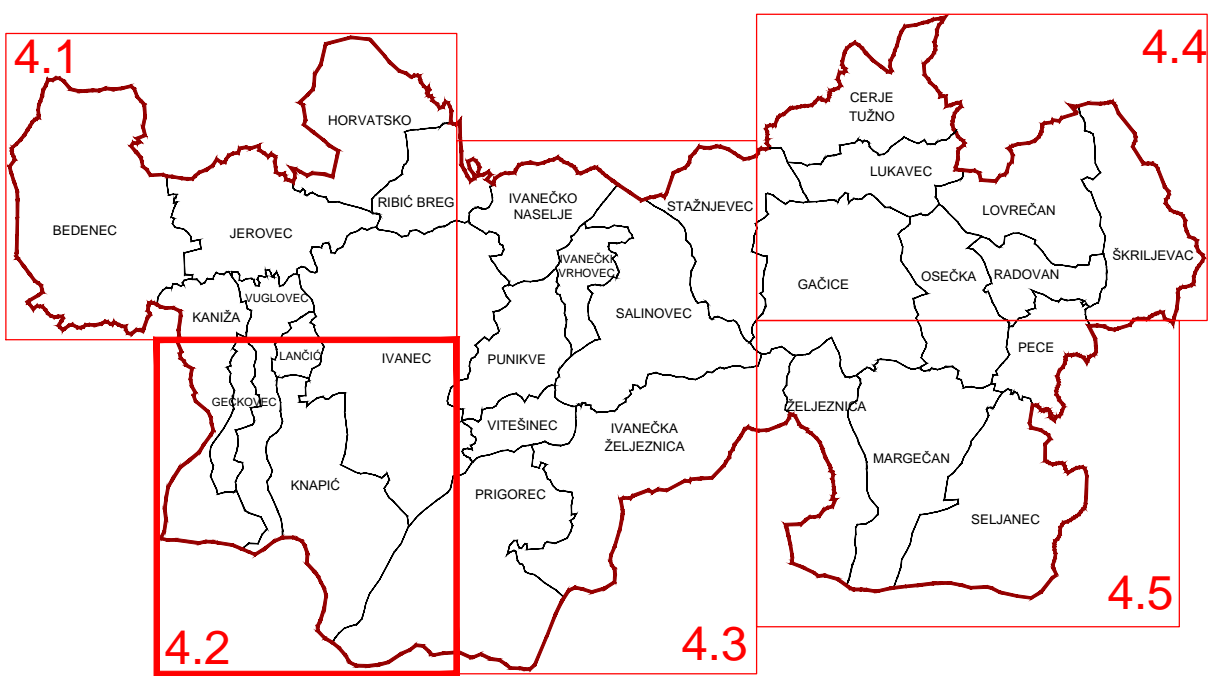 4.1
4.4
CERJE
TUŽNO
HORVATSKO
LUKAVEC
IVANEČKO
NASELJE
RIBIĆ BREG
STAŽNJEVEC
LOVREČAN
BEDENEC
JEROVEC
ŠKRILJEVAC
IVANEČKI
VRHOVEC
OSEČKA
RADOVAN
GAČICE
VUGLOVEC
KANIŽA
SALINOVEC
LANČIĆ
IVANEC
PUNIKVE
PECE
GEČKOVEC
ŽELJEZNICA
VITEŠINEC
IVANEČKA
ŽELJEZNICA
MARGEČAN
KNAPIĆ
PRIGOREC
SELJANEC
4.5
4.2
4.3